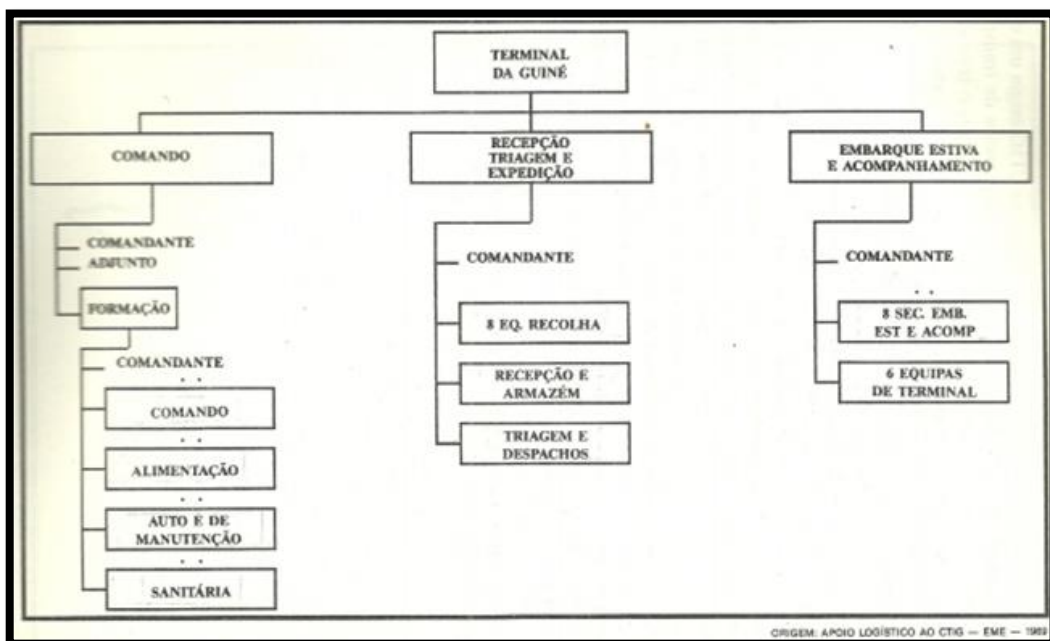 TERMINAL
DA GUINÉ
COMANDO
COMANDANTE
ADJUNTO
FORMAÇÃO
COMANDANTE
COMANDO
ALIMENTAÇÃO
AUTO E DE
MANUTENÇÃO
SANITÁRIA
RECEPÇÃO
TRIAGEM E
EXPEDIÇÃO
COMANDANTE
8 EQ. RECOLHA
RECEPÇÃO E
ARMAZÉM
TRIAGEM E
DESPACHOS
EMBARQUE ESTIVA
E ACOMPANHAMENTO
COMANDANTE
8 SEC. EMB.
EST E ACOMP
6 EQUIPAS
DE TERMINAL
ORIGEM: APOIO LOGÍSTICO AO CTIG — EME —